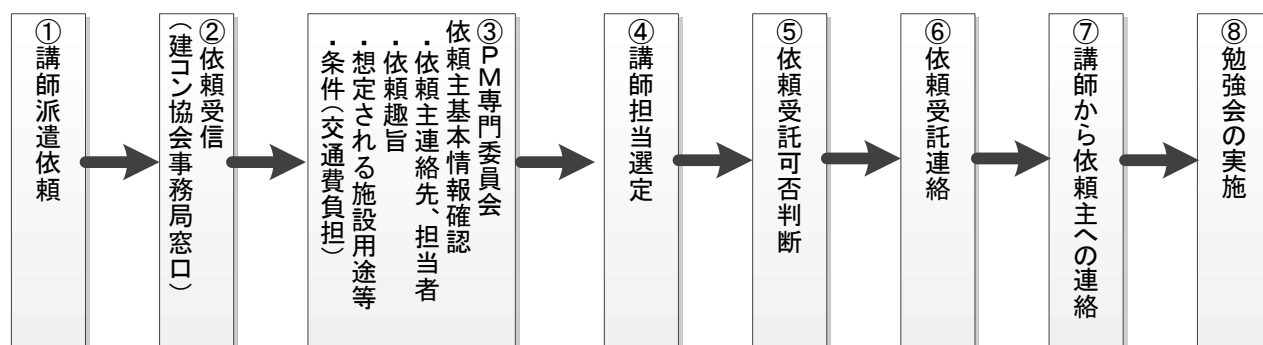 ①講師派遣依頼
②依頼受信
（建コン協会事務局窓口）
③ＰＭ専門委員会
依頼主基本情報確認
・依頼主連絡先、担当者
・依頼趣旨
・想定される施設用途等
・条件（交通費負担）
④講師担当選定
⑤依頼受託可否判断
⑥依頼受託連絡
⑦講師から依頼主への連絡
⑧勉強会の実施